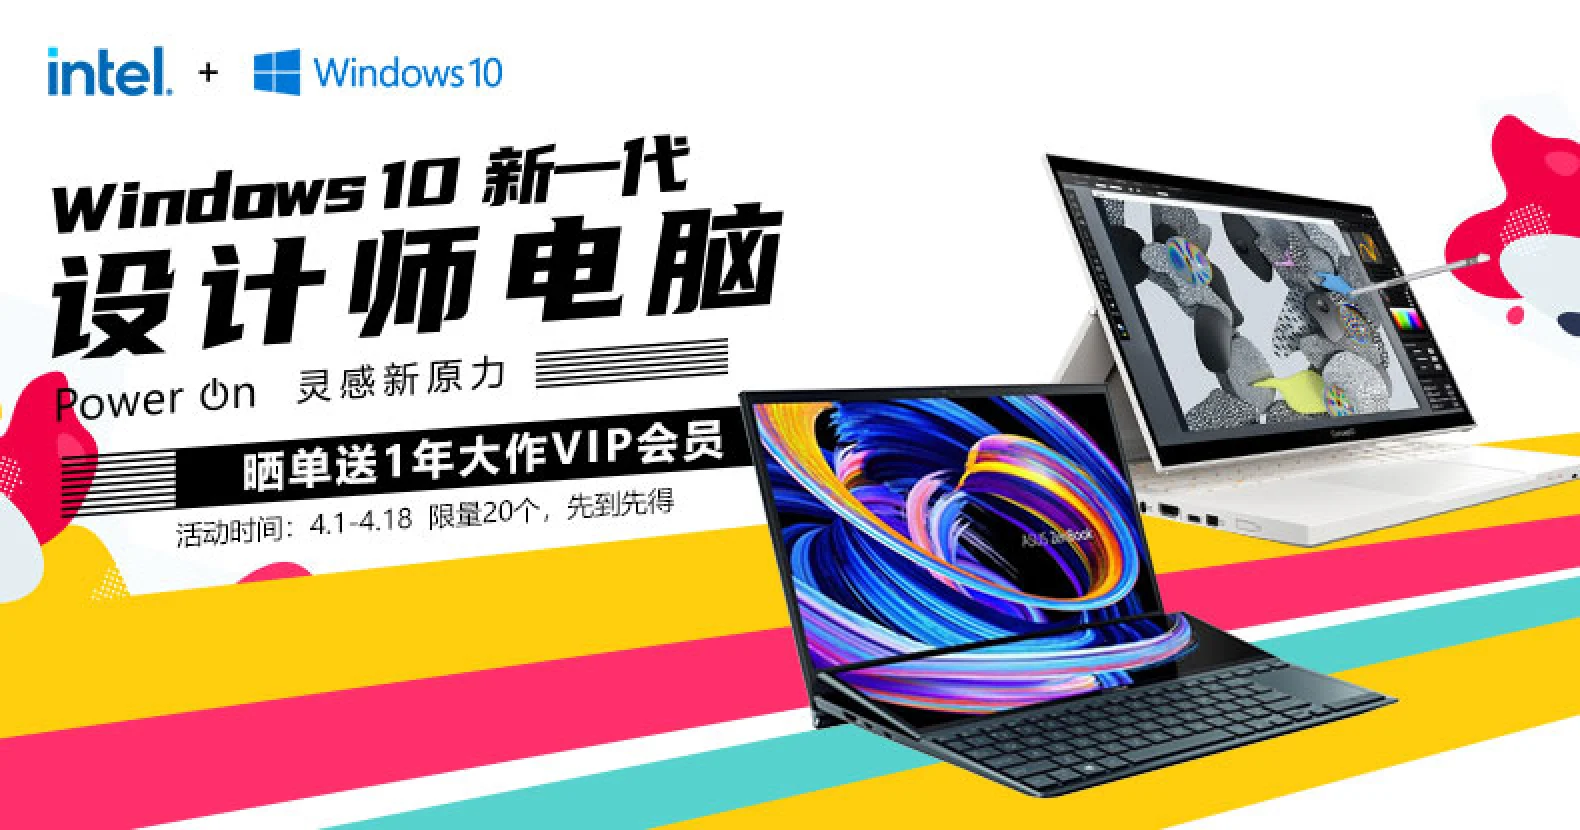 intel. + Windows 10
Windows 10 新一代
设计师电脑
Power On 灵感新原力
晒单送1年大作VIP会员
活动时间：4.1-4.18 限量20个，先到先得
ASUS ZenBook